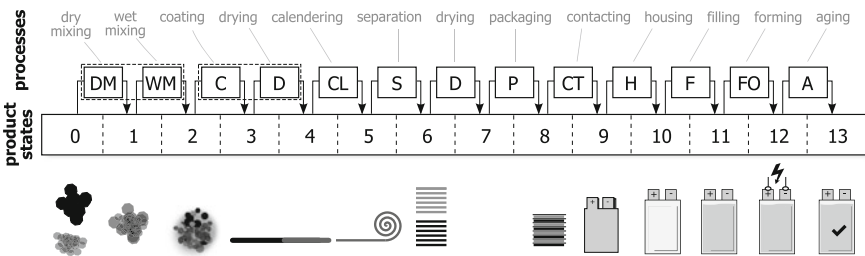 dry
mixing
wet
mixing
coating
drying
calendering
separation
drying
packaging
contacting
housing
filling
forming
aging
processes
DM
WM
C
D
CL
S
D
P
CT
H
F
FO
A
product
states
0
1
2
3
4
5
6
7
8
9
10
11
12
13
+ -
+ -
+ -
+ -
+ -